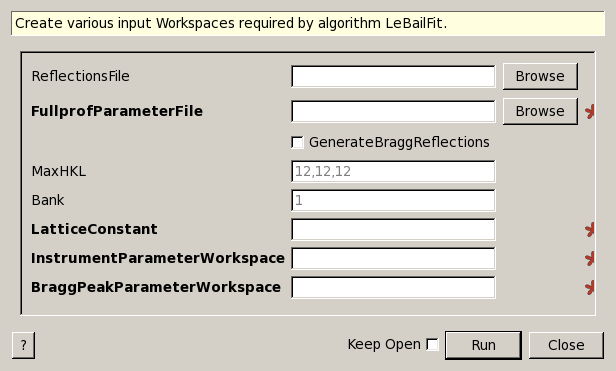 Create various input Workspaces required by algorithm LeBailFit.
ReflectionsFile Browse
FullprofParameterFile Browse
GenerateBraggReflections
MaxHKL 12,12,12
Bank 1
LatticeConstant
InstrumentParameterWorkspace
BraggPeakParameterWorkspace
? Keep Open Run Close